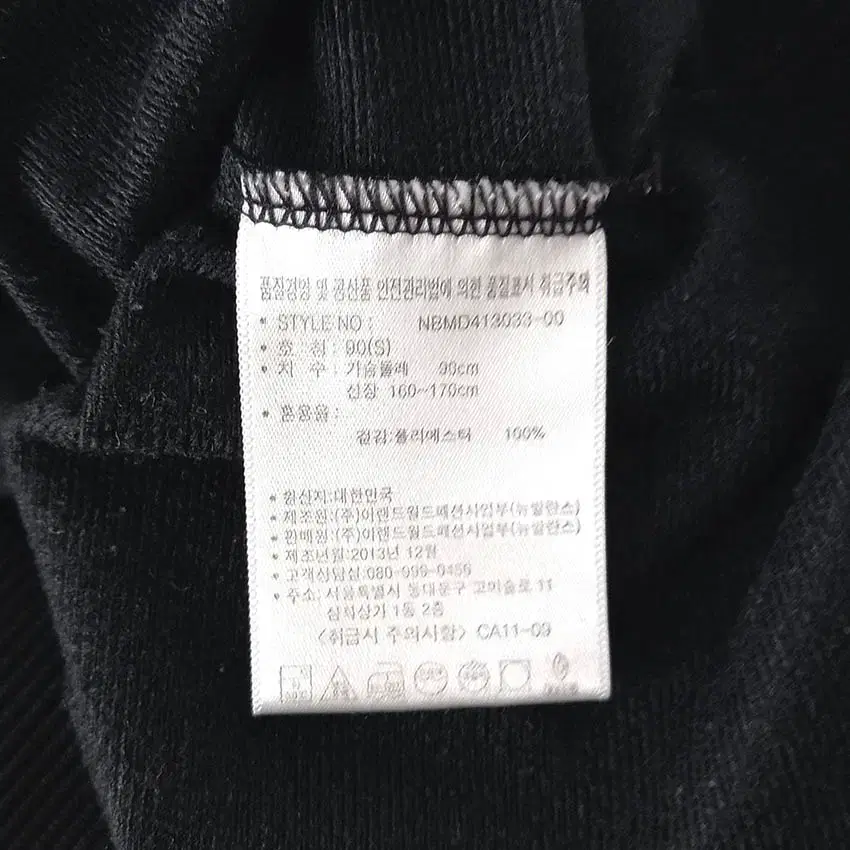 품질경영 및 공산품 안전관리법에 의한 품질표시 취급주의
• STYLE NO : NBMD413033-00
• 호 칭 : 90(S)
• 치 수 : 가슴둘레 90cm
신장 160~170cm
• 혼용율 :
겉감:폴리에스터 100%
• 원산지:대한민국
• 제조원:(주)이랜드월드패션사업부(뉴발란스)
• 판매원:(주)이랜드월드패션사업부(뉴발란스)
• 제조년월:2013년 12월
• 고객상담실:080-999-0456
• 주소: 서울특별시 동대문구 고미술로 11
삼희상가 1동 2층
<취급시 주의사항> CA11-09